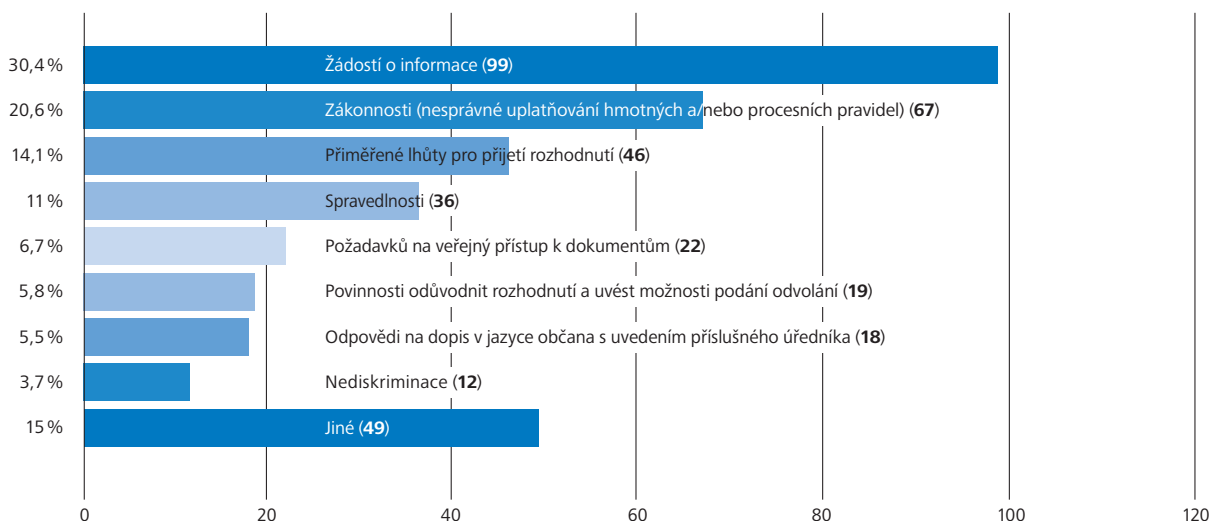 30,4 % Žádostí o informace (99)
20,6 % Zákonnosti (nesprávné uplatňování hmotných a/nebo procesních pravidel) (67)
14,1 % Přiměřené lhůty pro přijetí rozhodnutí (46)
11 % Spravedlnosti (36)
6,7 % Požadavků na veřejný přístup k dokumentům (22)
5,8 % Povinnosti odůvodnit rozhodnutí a uvést možnosti podání odvolání (19)
5,5 % Odpovědi na dopis v jazyce občana s uvedením příslušného úředníka (18)
3,7 % Nediskriminace (12)
15 % Jiné (49)
0 20 40 60 80 100 120